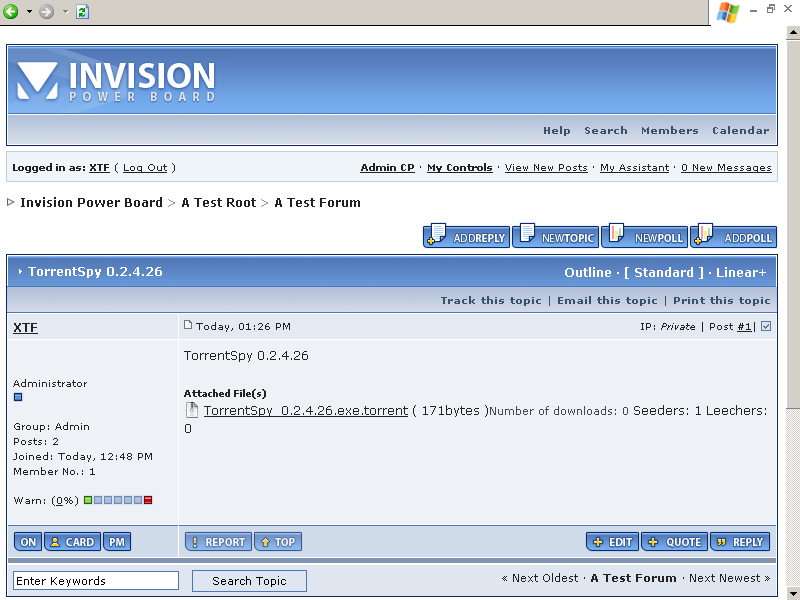 INVISION
POWER BOARD
Help Search Members Calendar
Logged in as: XTF ( Log Out )
Admin CP · My Controls · View New Posts · My Assistant · 0 New Messages
Invision Power Board > A Test Root > A Test Forum
ADDREPLY NEWTOPIC NEWPOLL ADDPOLL
TorrentSpy 0.2.4.26
Outline · [ Standard ] · Linear+
Track this topic | Email this topic | Print this topic
XTF
Today, 01:26 PM
IP: Private | Post #1|
TorrentSpy 0.2.4.26
Administrator
Attached File(s)
TorrentSpy_0.2.4.26.exe.torrent ( 171bytes )Number of downloads: 0 Seeders: 1 Leechers:
0
Group: Admin
Posts: 2
Joined: Today, 12:48 PM
Member No.: 1
Warn: (0%)
ON CARD PM
REPORT TOP
EDIT QUOTE REPLY
Enter Keywords
Search Topic
« Next Oldest · A Test Forum · Next Newest »